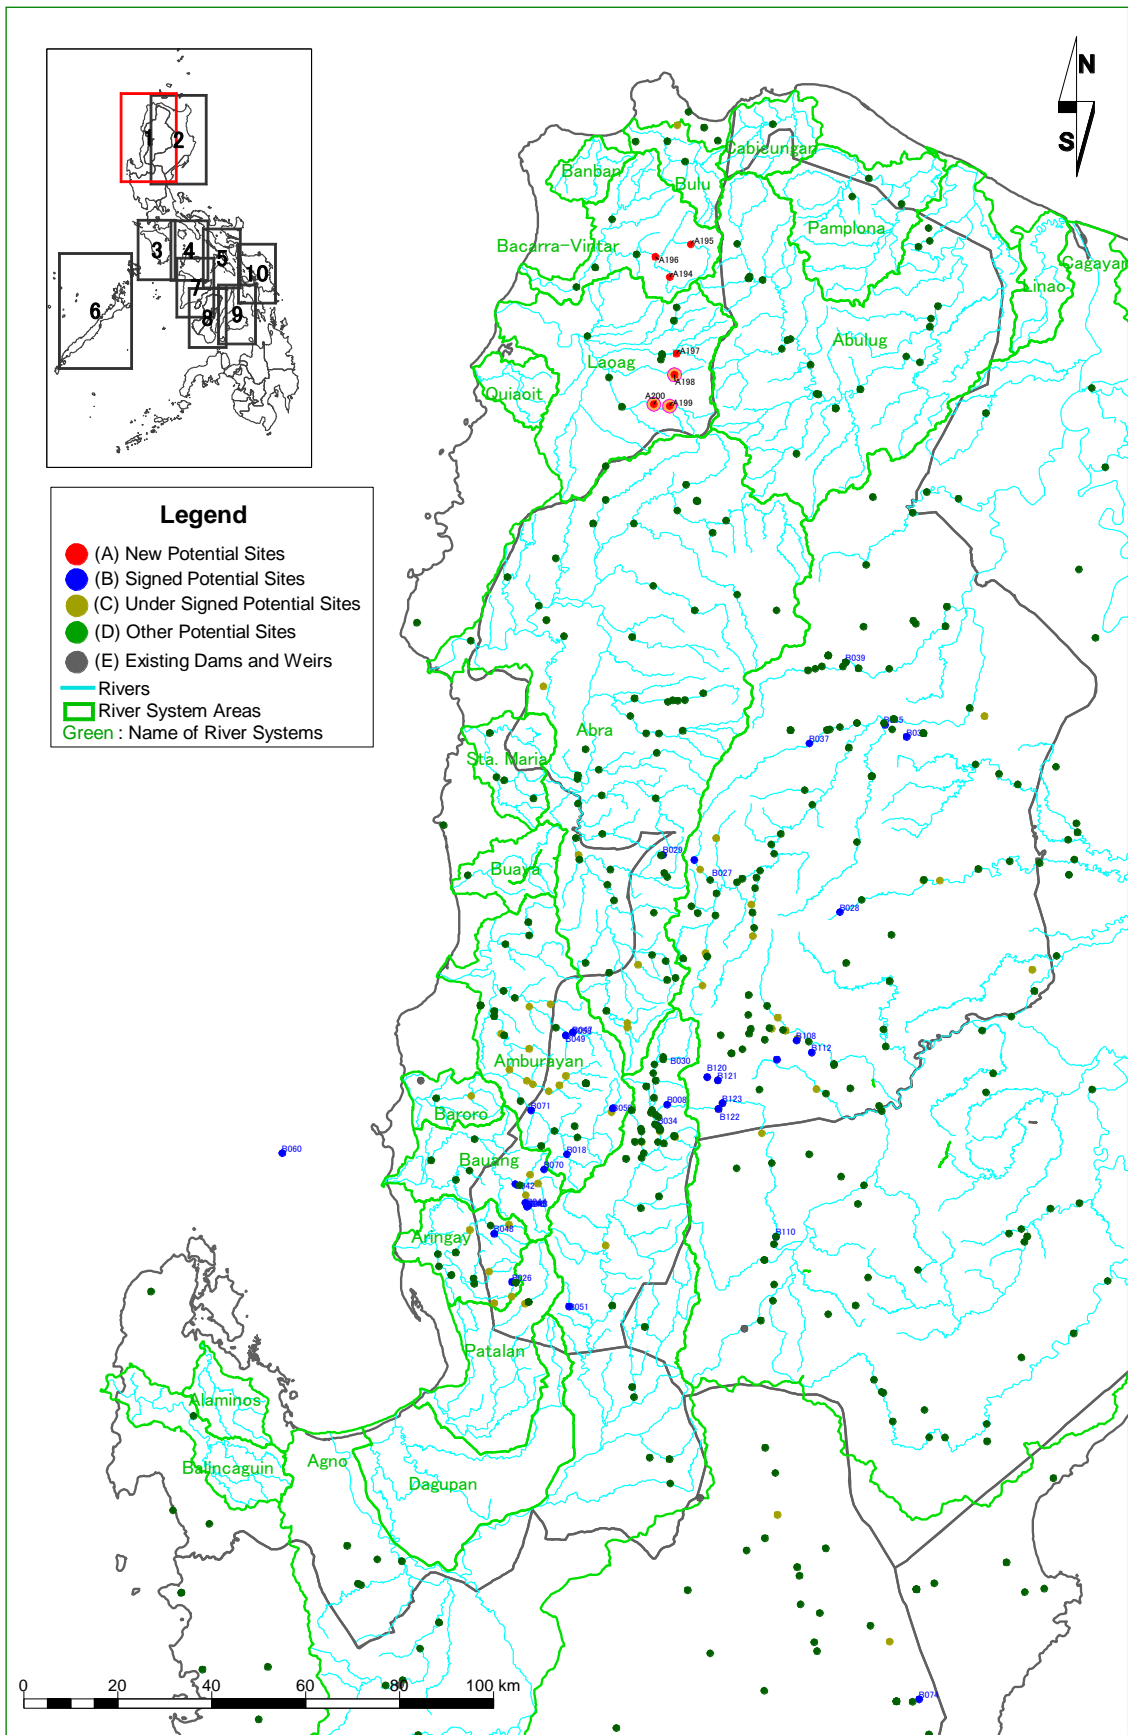 N
S
1
2
3
4
5
10
6
7
8
9
Legend
(A) New Potential Sites
(B) Signed Potential Sites
(C) Under Signed Potential Sites
(D) Other Potential Sites
(E) Existing Dams and Weirs
Rivers
River System Areas
Green : Name of River Systems
Cabicungan
Banban
Bulu
Pamplona
Bacarra-Vintar
A195
A196
A194
Cagayan
Linao
Abulug
A197
Laoag
A198
Quiaoit
A200
A199
B039
Abra
B037
Sta. Maria
B029
Buaya
B027
B028
B049
B108
B112
Amburayan
B030
B120
B121
Baroro
B071
B008
B123
B122
B034
B060
Bauang
B018
B070
B042
Aringay
B048
B110
B026
B051
Patalan
Alaminos
Balincaguin
Agno
Dagupan
B074
0 20 40 60 80 100 km